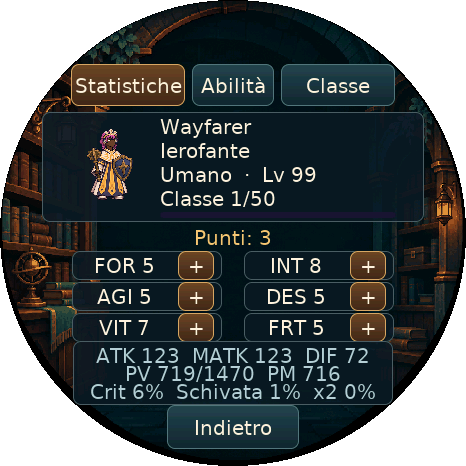 Statistiche Abilità Classe
Wayfarer
Ierofante
Umano · Lv 99
Classe 1/50
Punti: 3
FOR 5 + INT 8 +
AGI 5 + DES 5 +
VIT 7 + FRT 5 +
ATK 123 MATK 123 DIF 72
PV 719/1470 PM 716
Crit 6% Schivata 1% x2 0%
Indietro